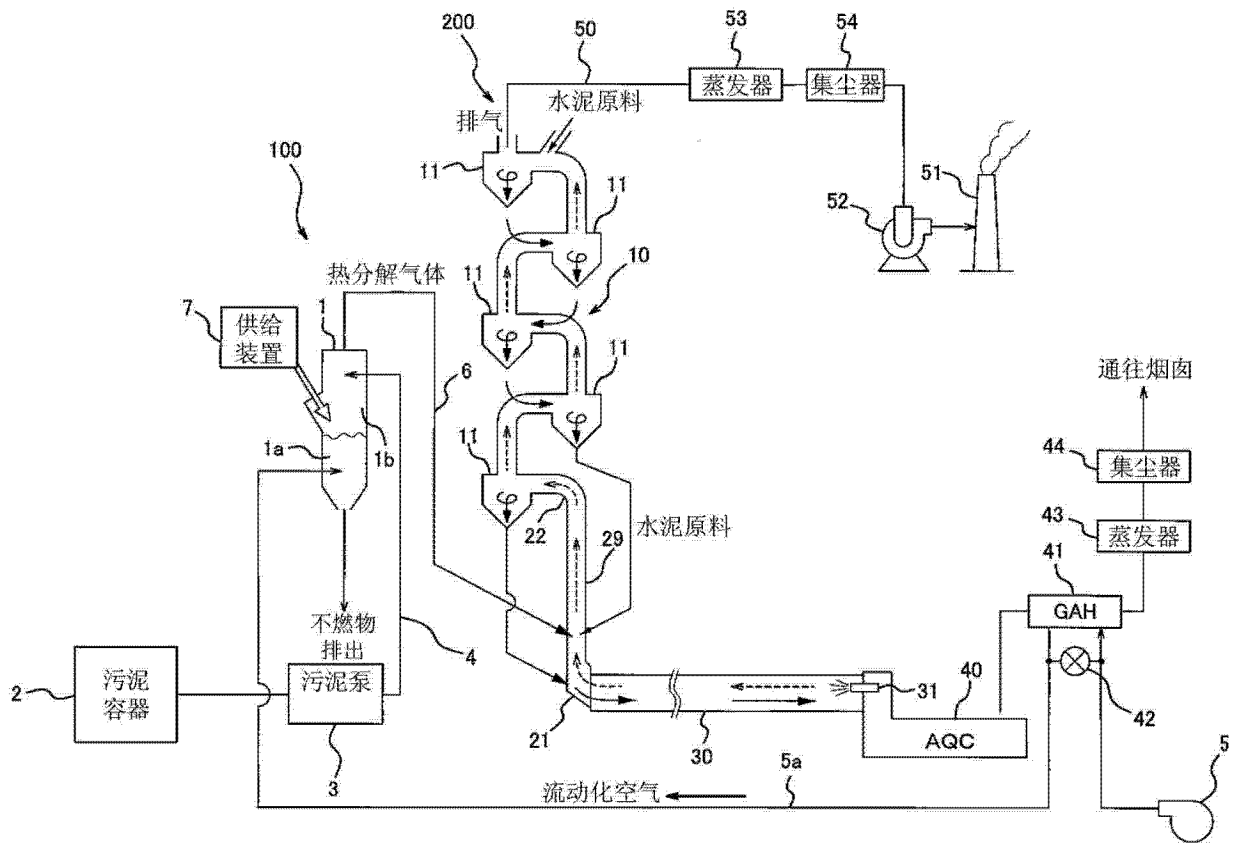 200
50
53
54
蒸发器
集尘器
水泥原料
排气
100
11
11
51
52
热分解气体
11
10
7
供给
装置
1
11
6
通往烟囱
1a
1b
11
44
集尘器
22
水泥原料
29
43
蒸发器
41
GAH
不燃物
排出
4
2
污泥
容器
污泥泵
31
40
42
21
30
AQC
3
5a
5
流动化空气